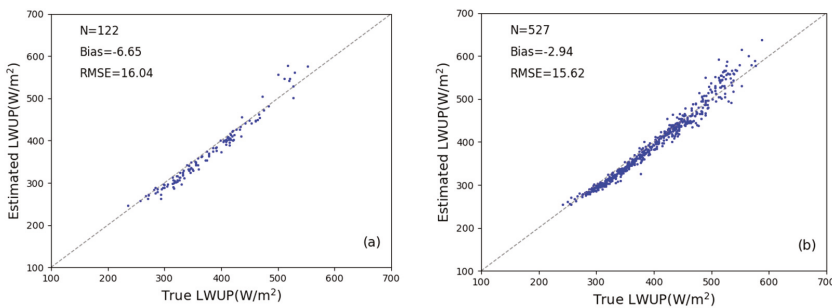 700
600
500
400
300
200
100
100 200 300 400 500 600 700
Estimated LWUP(W/m²)
True LWUP(W/m²)
N=122
Bias=-6.65
RMSE=16.04
(a)
700
600
500
400
300
200
100
100 200 300 400 500 600 700
Estimated LWUP(W/m²)
True LWUP(W/m²)
N=527
Bias=-2.94
RMSE=15.62
(b)